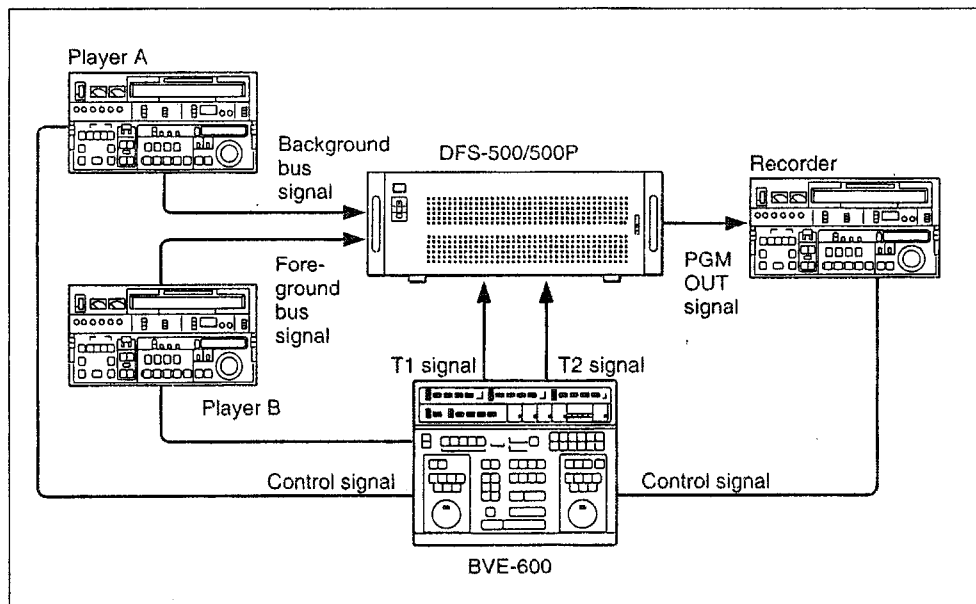 Player A
Background
bus
signal
DFS-500/500P
Recorder
Fore-
ground
bus
signal
PGM
OUT
signal
T1 signal
T2 signal
Player B
Control signal
Control signal
BVE-600